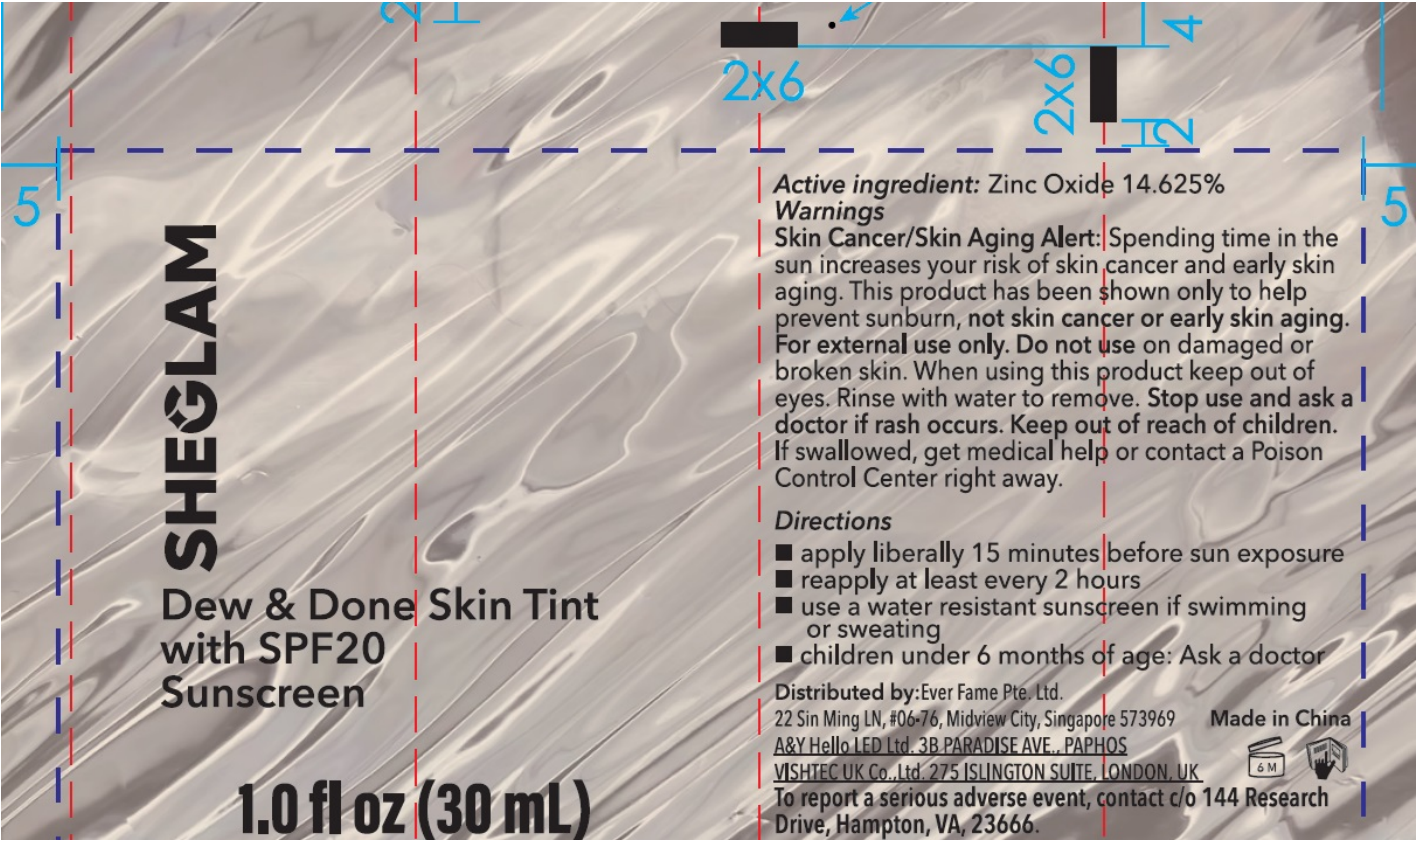 2
2x6
2x6
4
2
5
5
SHEGLAM
Dew & Done Skin Tint
with SPF20
Sunscreen
1.0 fl oz (30 mL)
Active ingredient: Zinc Oxide 14.625%
Warnings
Skin Cancer/Skin Aging Alert: Spending time in the
sun increases your risk of skin cancer and early skin
aging. This product has been shown only to help
prevent sunburn, not skin cancer or early skin aging.
For external use only. Do not use on damaged or
broken skin. When using this product keep out of
eyes. Rinse with water to remove. Stop use and ask a
doctor if rash occurs. Keep out of reach of children.
If swallowed, get medical help or contact a Poison
Control Center right away.
Directions
■ apply liberally 15 minutes before sun exposure
■ reapply at least every 2 hours
■ use a water resistant sunscreen if swimming
or sweating
■ children under 6 months of age: Ask a doctor
Distributed by:Ever Fame Pte. Ltd.
22 Sin Ming LN, #06-76, Midview City, Singapore 573969 Made in China
A&Y Hello LED Ltd. 3B PARADISE AVE., PAPHOS
VISHTEC UK Co.,Ltd. 275 ISLINGTON SUITE, LONDON, UK
6 M
To report a serious adverse event, contact c/o 144 Research
Drive, Hampton, VA, 23666.